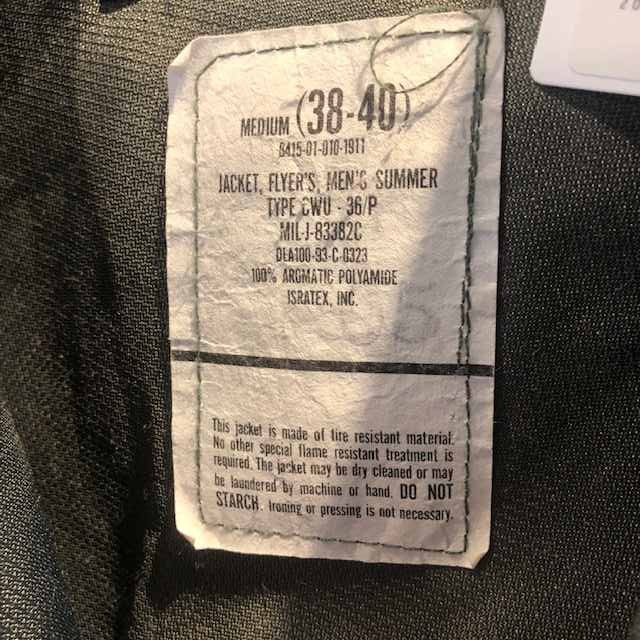 MEDIUM (38-40)
8415-01-010-1911
JACKET, FLYER'S, MEN'S SUMMER
TYPE CWU - 36/P
MIL-J-83382C
DLA100-93-C-0323
100% AROMATIC POLYAMIDE
ISRATEX, INC.
This jacket is made of fire resistant material.
No other special flame resistant treatment is
required. The jacket may be dry cleaned or may
be laundered by machine or hand. DO NOT
STARCH. Ironing or pressing is not necessary.